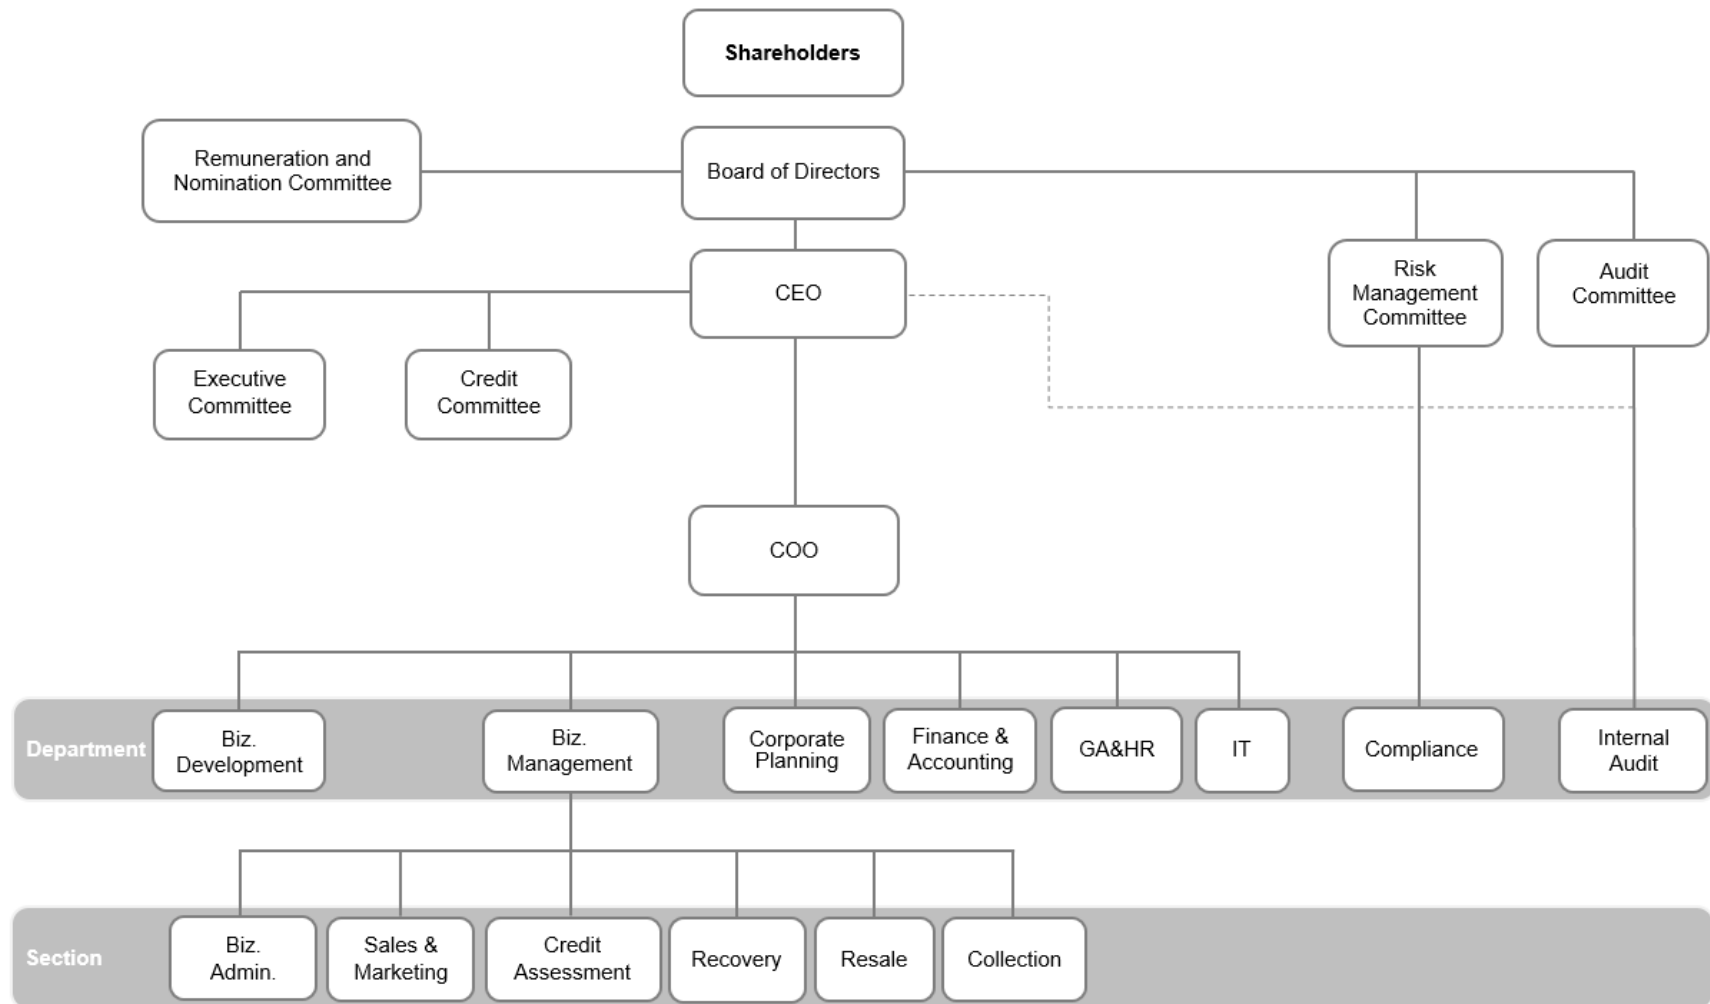 Shareholders
Remuneration and
Nomination Committee
Board of Directors
CEO
Risk
Management
Committee
Audit
Committee
Executive
Committee
Credit
Committee
COO
Department
Biz.
Development
Biz.
Management
Corporate
Planning
Finance &
Accounting
GA&HR
IT
Compliance
Internal
Audit
Section
Biz.
Admin.
Sales &
Marketing
Credit
Assessment
Recovery
Resale
Collection